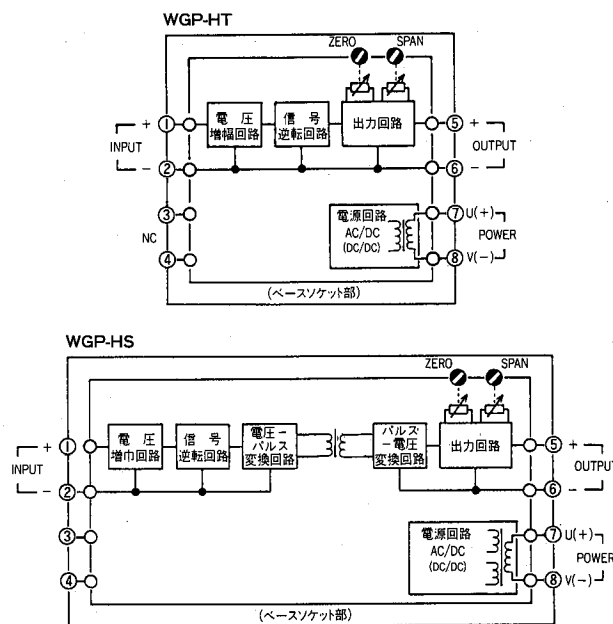 WGP-HT
ZERO SPAN
INPUT + ① 電圧増幅回路 信号逆転回路 出力回路 ⑤ + OUTPUT
- ② ⑥ -
③ NC ④
電源回路
AC/DC
(DC/DC)
⑦ U(+)
POWER
⑧ V(-)
(ベースソケット部)
WGP-HS
ZERO SPAN
INPUT + ① 電圧増巾回路 信号逆転回路 電圧ーパルス変換回路 パルスー電圧変換回路 出力回路 ⑤ + OUTPUT
- ② ⑥ -
③
④
電源回路
AC/DC
(DC/DC)
⑦ U(+)
POWER
⑧ V(-)
(ベースソケット部)